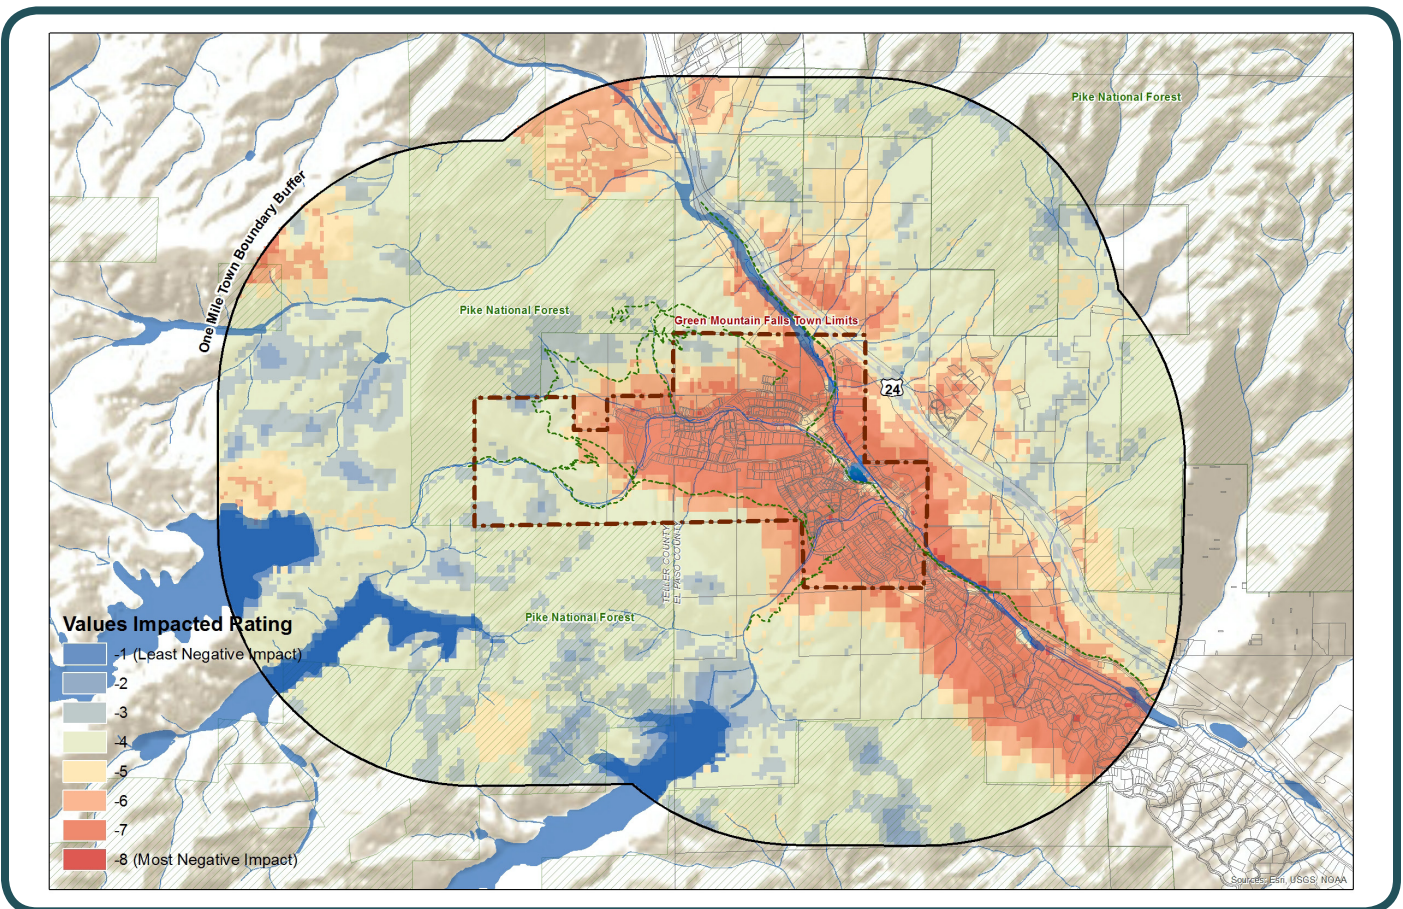 Pike National Forest
One Mile Town Boundary Buffer
Pike National Forest
Green Mountain Falls Town Limits
24
TELLER COUNTY
EL PASO COUNTY
Pike National Forest
Values Impacted Rating
-1 (Least Negative Impact)
-2
-3
-4
-5
-6
-7
-8 (Most Negative Impact)
Sources: Esri, USGS, NOAA